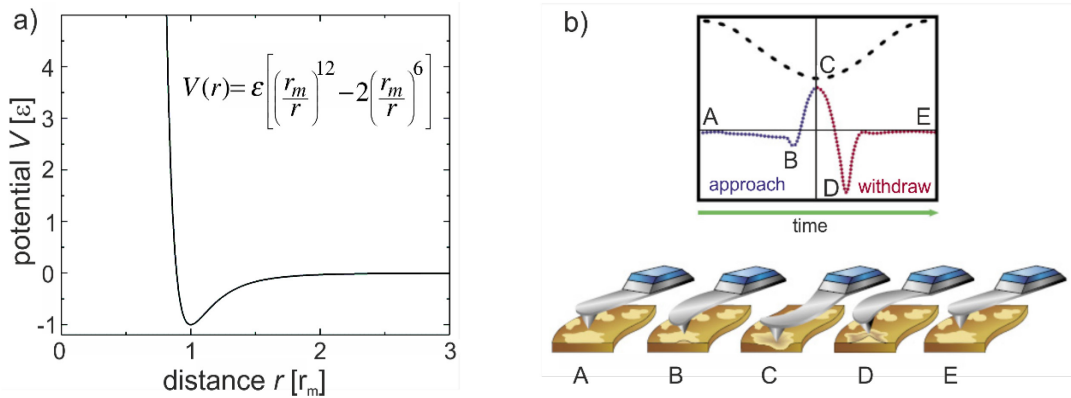 a)
5
4
3
2
1
0
-1
potential V [ε]
V(r)=ε[(r_m/r)^12 −2(r_m/r)^6]
0 1 2 3
distance r [r_m]
b)
C
A
E
B
approach
D
withdraw
time
A B C D E